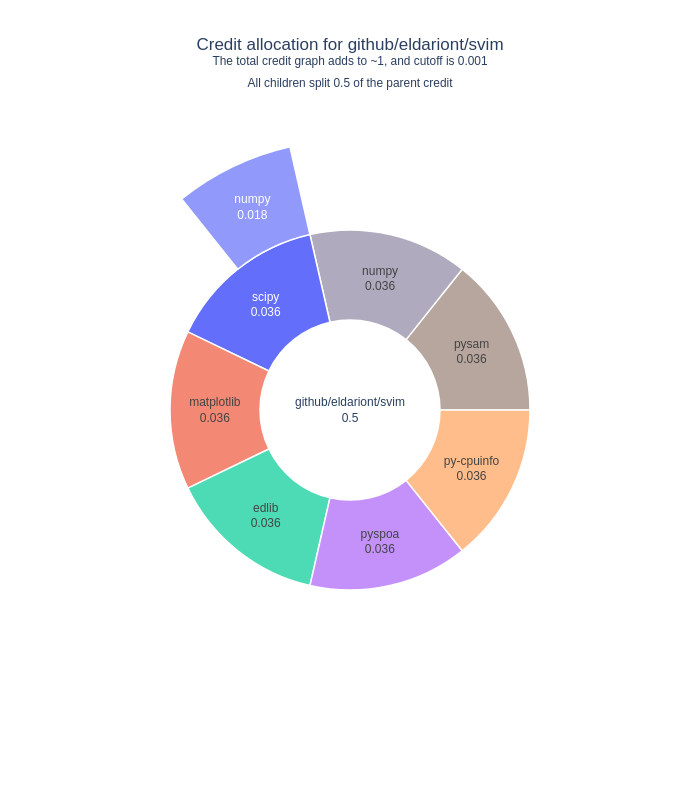 Credit allocation for github/eldariont/svim
The total credit graph adds to ~1, and cutoff is 0.001
All children split 0.5 of the parent credit
numpy
0.018
numpy
0.036
scipy
0.036
pysam
0.036
matplotlib
0.036
github/eldariont/svim
0.5
py-cpuinfo
0.036
edlib
0.036
pyspoa
0.036